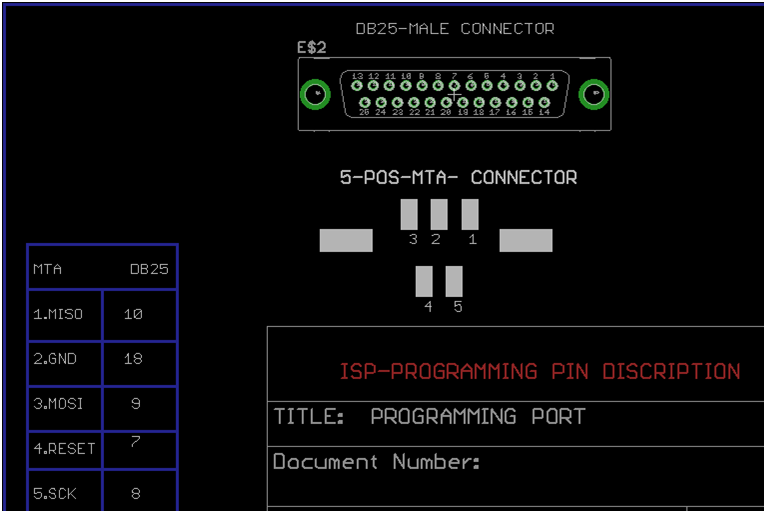 DB25-MALE CONNECTOR
E$2
13 12 11 10 9 8 7 6 5 4 3 2 1
25 24 23 22 21 20 19 18 17 16 15 14
5-POS-MTA- CONNECTOR
3 2 1
4 5
MTA DB25
1.MISO 10
2.GND 18
3.MOSI 9
4.RESET 7
5.SCK 8
ISP-PROGRAMMING PIN DISCRIPTION
TITLE: PROGRAMMING PORT
Document Number: